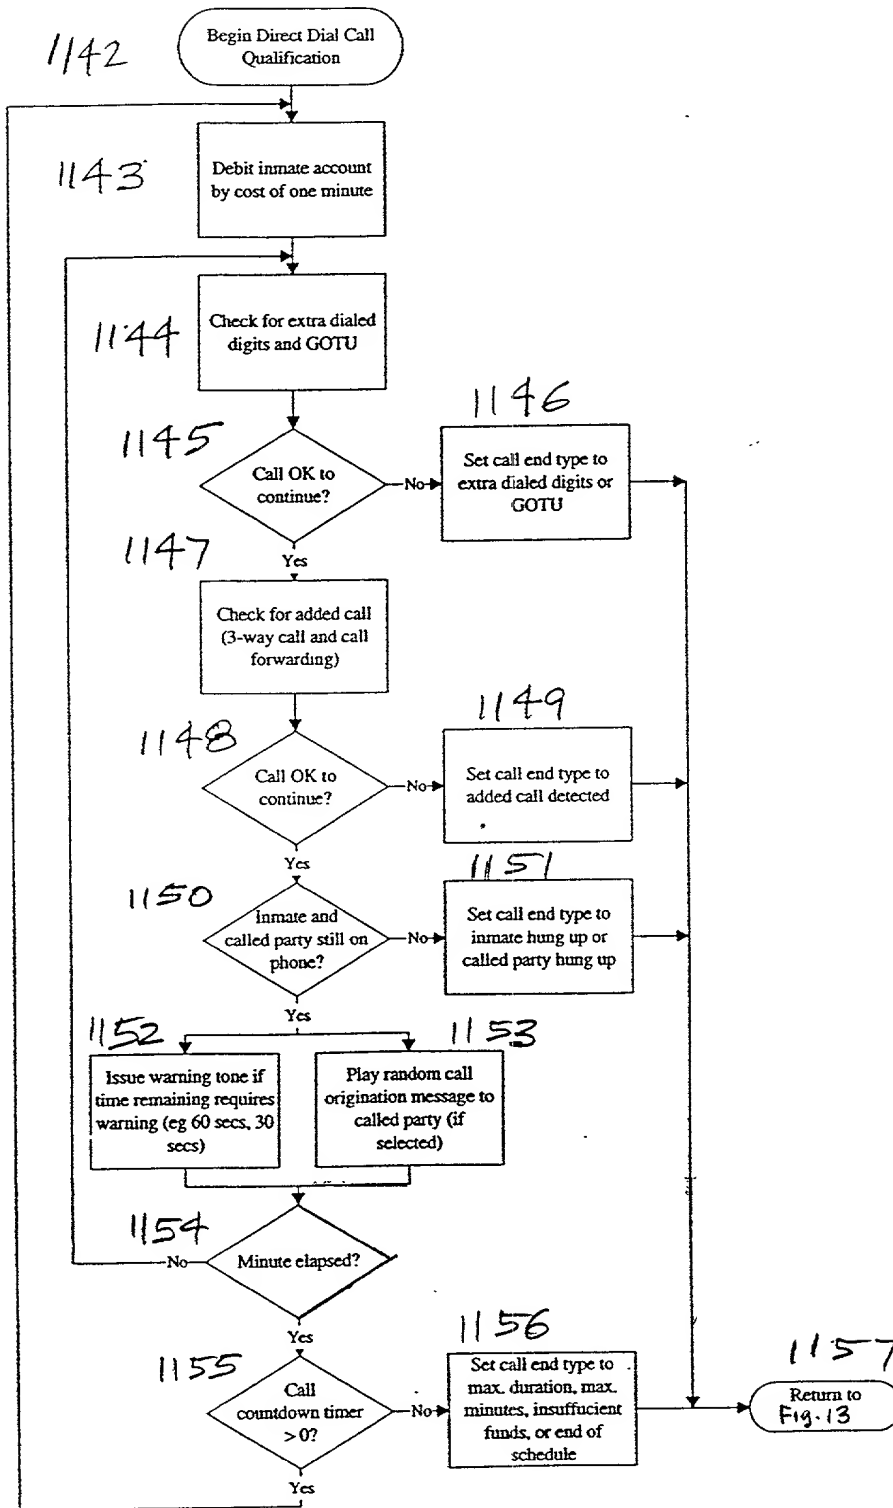 1142
Begin Direct Dial Call
Qualification
1143
Debit inmate account
by cost of one minute
1144
Check for extra dialed
digits and GOTU
1145
Call OK to
continue?
No
1146
Set call end type to
extra dialed digits or
GOTU
Yes
1147
Check for added call
(3-way call and call
forwarding)
1148
Call OK to
continue?
No
1149
Set call end type to
added call detected
Yes
1150
Inmate and
called party still on
phone?
No
1151
Set call end type to
inmate hung up or
called party hung up
Yes
1152
Issue warning tone if
time remaining requires
warning (eg 60 secs, 30
secs)
1153
Play random call
origination message to
called party (if
selected)
1154
Minute elapsed?
No
Yes
1155
Call
countdown timer
>0?
No
1156
Set call end type to
max. duration, max.
minutes, insufficient
funds, or end of
schedule
Yes
1157
Return to
Fig. 13